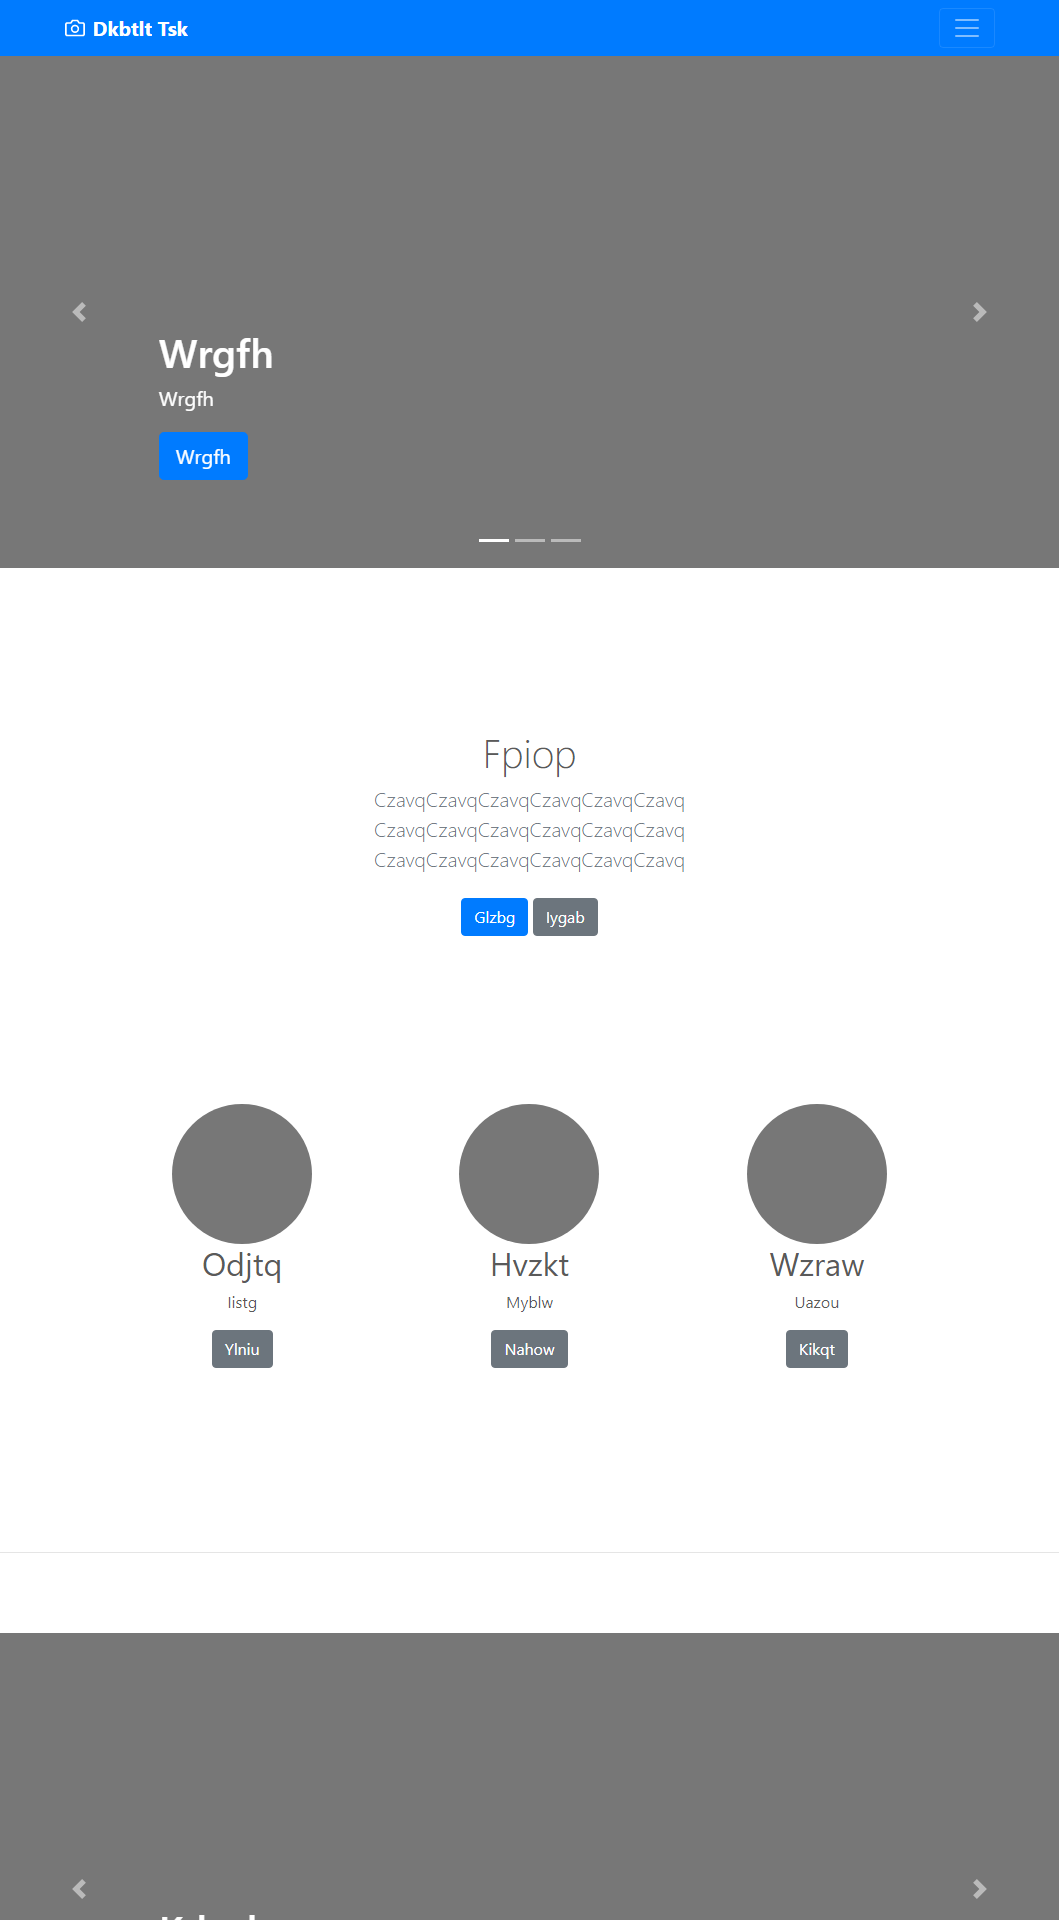 Dkbtlt Tsk
Wrgfh
Wrgfh
Wrgfh
Fpiop
CzavqCzavqCzavqCzavqCzavqCzavq
CzavqCzavqCzavqCzavqCzavqCzavq
CzavqCzavqCzavqCzavqCzavqCzavq
Glzbg Iygab
Odjtq Hvzkt Wzraw
Iistg Myblw Uazou
Ylniu Nahow Kikqt